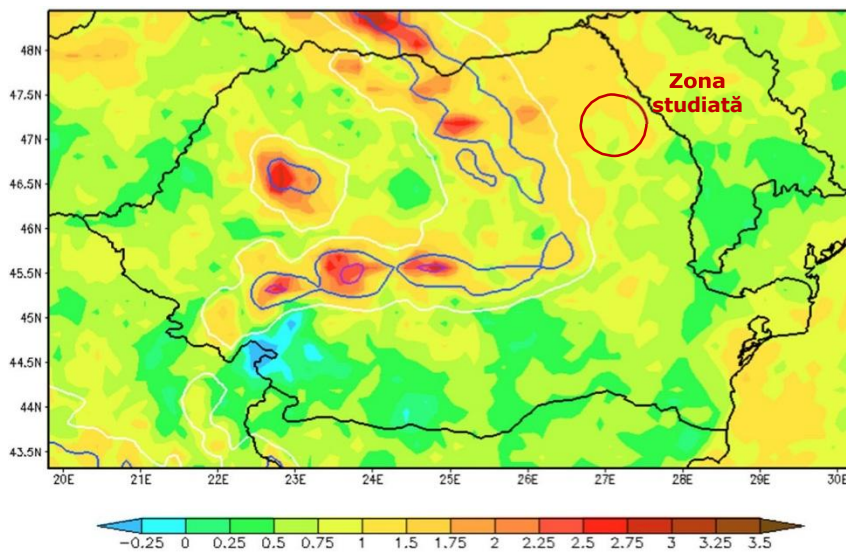 48N
47.5N
47N
46.5N
46N
45.5N
45N
44.5N
44N
43.5N
Zona
studiată
20E 21E 22E 23E 24E 25E 26E 27E 28E 29E 30E
−0.25 0 0.25 0.5 0.75 1 1.5 1.75 2 2.25 2.5 2.75 3 3.25 3.5